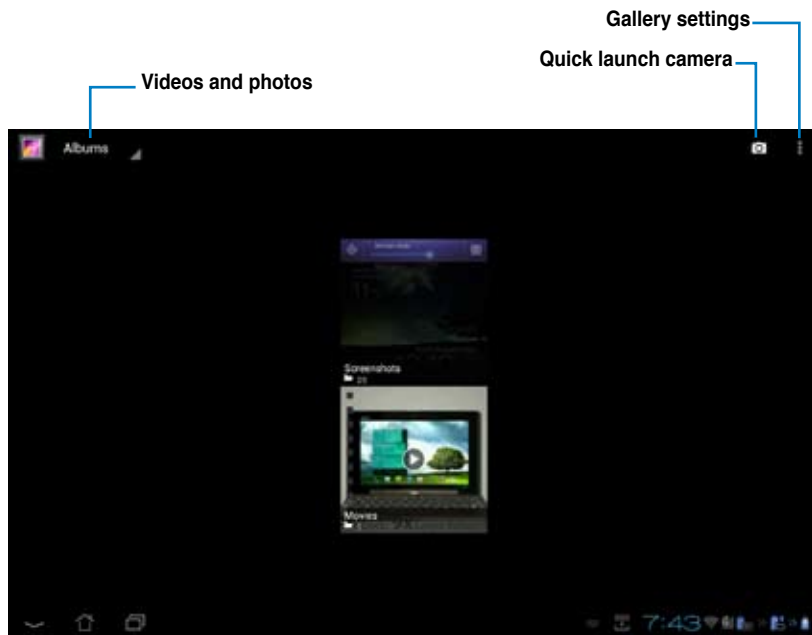 Gallery settings
Quick launch camera
Videos and photos
Albums
Screenshots
Movies
7:43